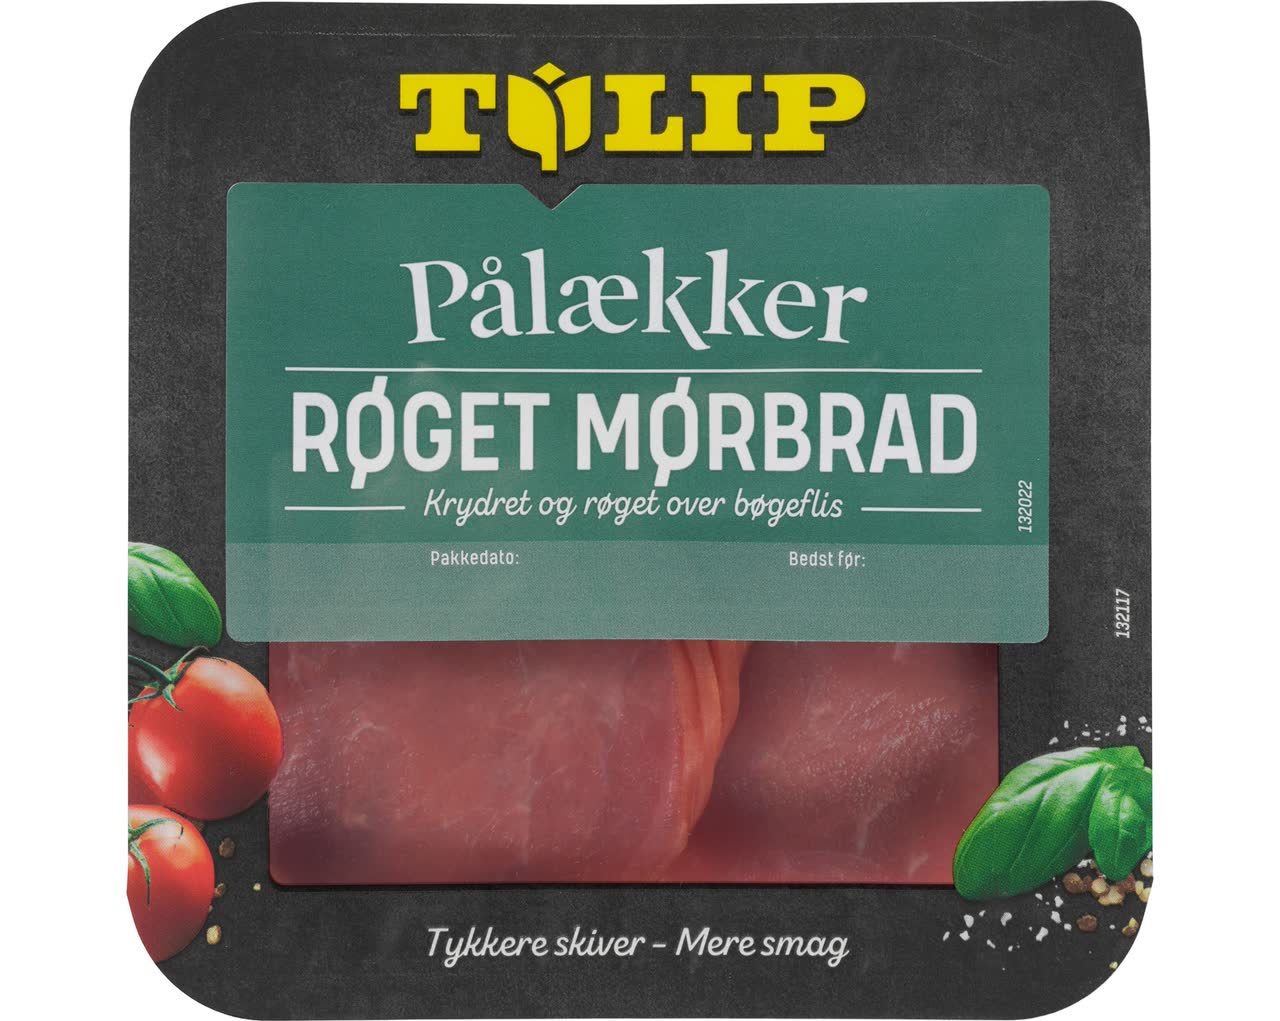 TULIP
Pålækker
RØGET MØRBRAD
Krydret og røget over bøgeflis
132022
Pakkedato:
Bedst før:
132117
Tykkere skiver - Mere smag